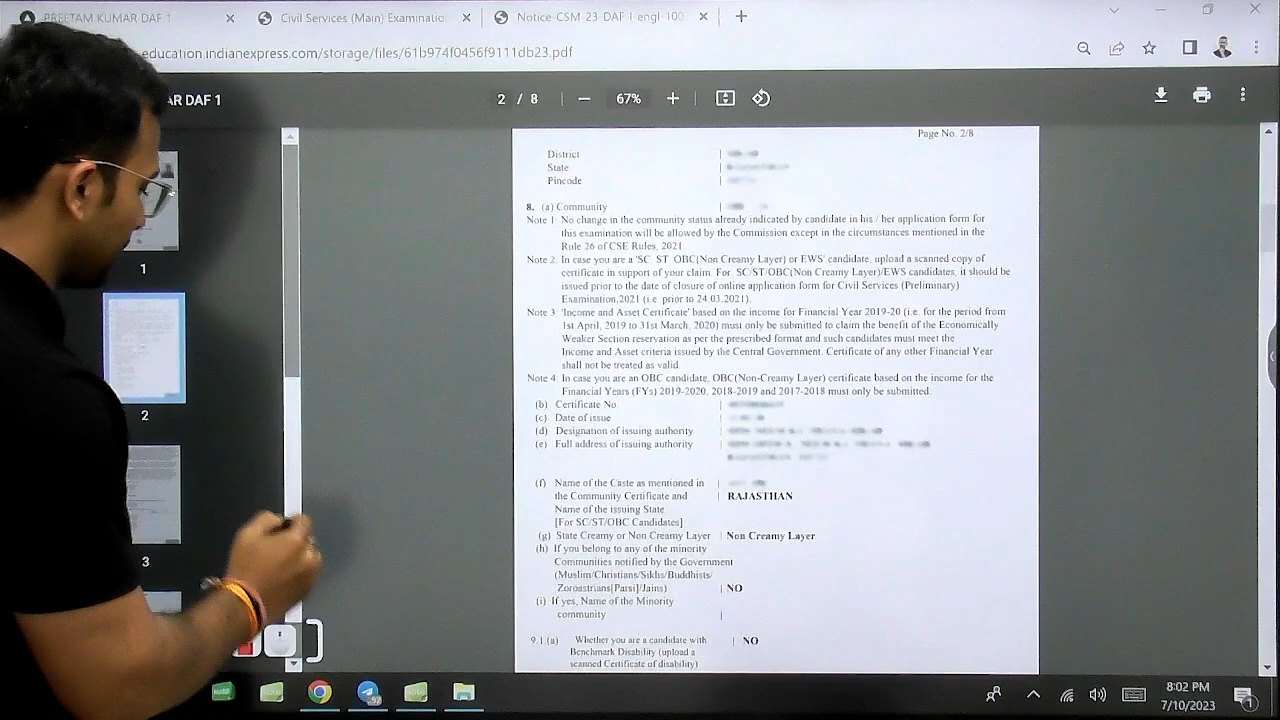 PREETAM KUMAR DAF 1
Civil Services (Main) Examinatio
Notice-CSM-23-DAF-I-engl-100
education.indianexpress.com/storage/files/61b974f0456f9111db23.pdf
AR DAF 1
2 / 8
67%
Page No. 2/8
District
State
Pincode
8. (a) Community
Note 1 No change in the community status already indicated by candidate in his / her application form for
this examination will be allowed by the Commission except in the circumstances mentioned in the
Rule 26 of CSE Rules, 2021
Note 2. In case you are a 'SC, ST, OBC(Non Creamy Layer) or EWS' candidate, upload a scanned copy of
certificate in support of your claim. For, SC/ST/OBC(Non Creamy Layer)/EWS candidates, it should be
issued prior to the date of closure of online application form for Civil Services (Preliminary)
Examination,2021 (i.e. prior to 24.03.2021).
Note 3 'Income and Asset Certificate' based on the income for Financial Year 2019-20 (i.e. for the period from
1st April, 2019 to 31st March, 2020) must only be submitted to claim the benefit of the Economically
Weaker Section reservation as per the prescribed format and such candidates must meet the
Income and Asset criteria issued by the Central Government. Certificate of any other Financial Year
shall not be treated as valid.
Note 4: In case you are an OBC candidate, OBC(Non-Creamy Layer) certificate based on the income for the
Financial Years (FYs) 2019-2020, 2018-2019 and 2017-2018 must only be submitted.
(b) Certificate No
(c) Date of issue
(d) Designation of issuing authority
(e) Full address of issuing authority
(f) Name of the Caste as mentioned in
the Community Certificate and RAJASTHAN
Name of the issuing State.
[For SC/ST/OBC Candidates]
(g) State Creamy or Non Creamy Layer Non Creamy Layer
(h) If you belong to any of the minority
Communities notified by the Government
(Muslim/Christians/Sikhs/Buddhists/
Zoroastrians[Parsi]/Jains) NO
(i) If yes, Name of the Minority
community
9.1.(a) Whether you are a candidate with NO
Benchmark Disability (upload a
scanned Certificate of disability)
1
2
3
8:02 PM
7/10/2023